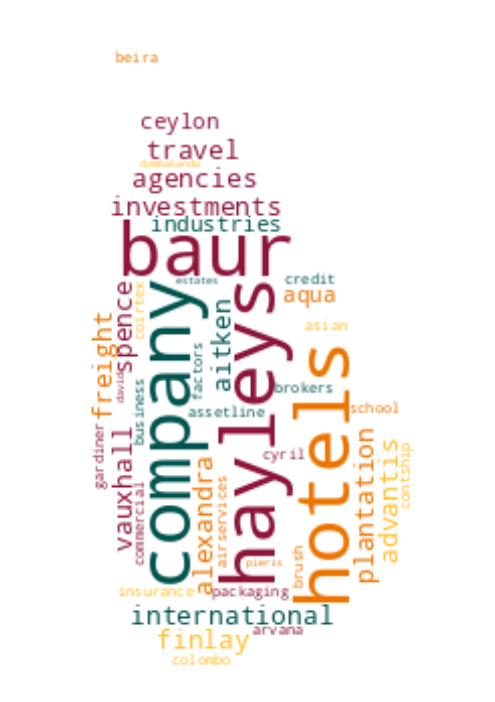 beira
ceylon
travel
dambakanda
agencies
investments
industries
baur
estates
credit
aqua
coirtex
spence
company
hayleys
aitken
asian
freight
factors
hotels
david
business
brokers
assetline
school
gardiner
vauxhall
cyril
plantation
advantis
contship
commercial
alexandra
airservices
pieris
brush
insurance
packaging
international
arvana
finlay
colombo